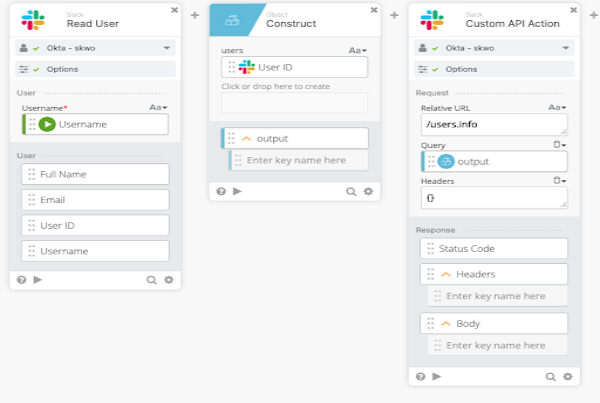 Slack
Read User
Okta - skwo
Options
User
Username*
Aa
Username
User
Full Name
Email
User ID
Username
Object
Construct
users
Aa
User ID
Click or drop here to create
output
Enter key name here
Slack
Custom API Action
Okta - skwo
Options
Request
Relative URL
Aa
/users.info
Query
output
Headers
{}
Response
Status Code
Headers
Enter key name here
Body
Enter key name here